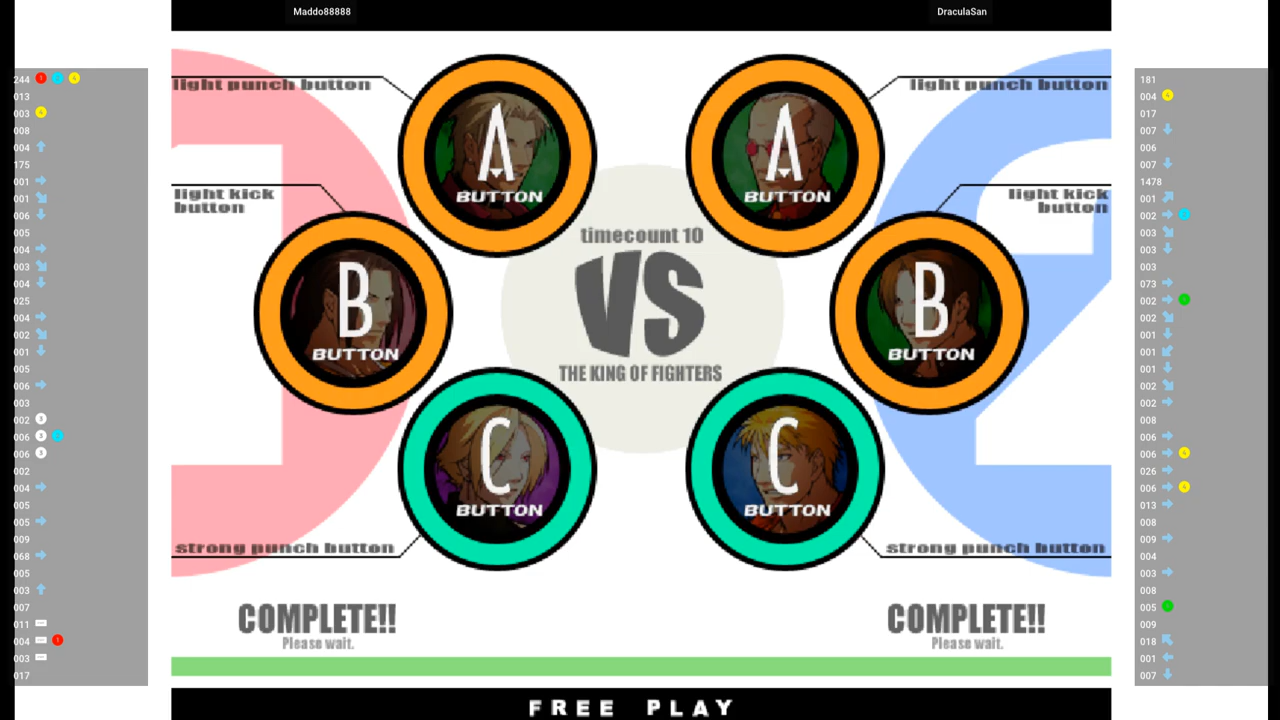 Maddo88888
DraculaSan
light punch button
A
BUTTON
A
BUTTON
light punch button
light kick
button
B
BUTTON
timecount 10
VS
THE KING OF FIGHTERS
B
BUTTON
light kick
button
C
BUTTON
C
BUTTON
strong punch button
strong punch button
COMPLETE!!
Please wait.
COMPLETE!!
Please wait.
FREE PLAY
244
013
003
008
004
175
001
001
006
005
004
003
004
025
004
002
001
005
006
003
002
006
006
002
004
005
005
009
068
005
003
007
011
004
003
017
181
004
017
007
006
007
1478
001
002
003
003
003
073
002
002
001
001
001
002
002
008
006
006
026
006
013
008
009
004
003
008
005
009
018
001
007